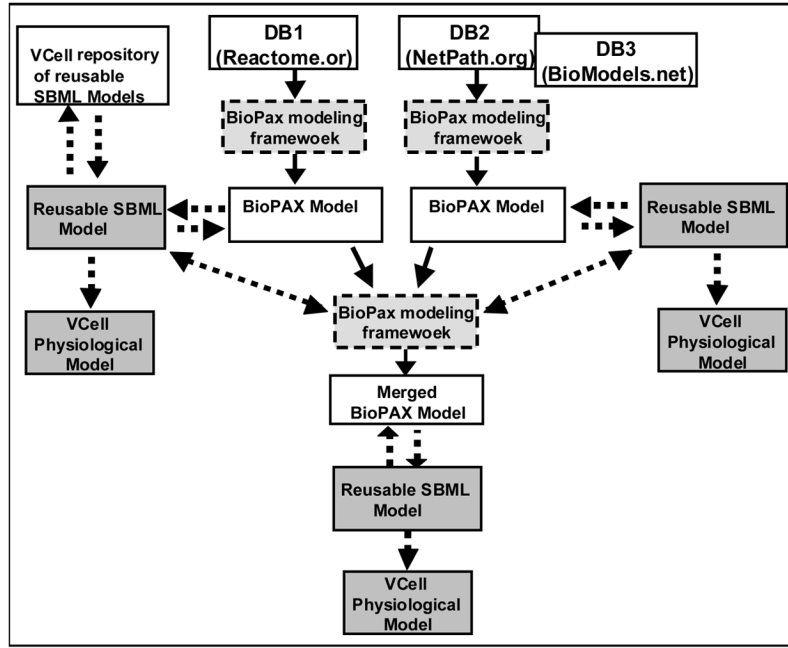 VCell repository
of reusable
SBML Models
DB1
(Reactome.or)
DB2
(NetPath.org)
DB3
(BioModels.net)
BioPax modeling
framewoek
BioPax modeling
framewoek
Reusable SBML
Model
BioPAX Model
BioPAX Model
Reusable SBML
Model
VCell
Physiological
Model
BioPax modeling
framewoek
VCell
Physiological
Model
Merged
BioPAX Model
Reusable SBML
Model
VCell
Physiological
Model